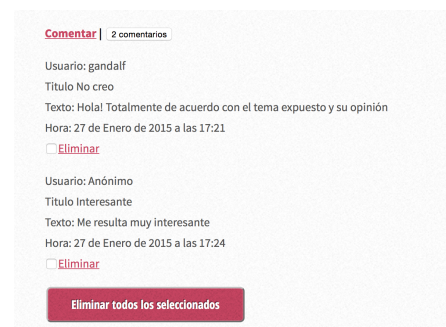 Comentar | 2 comentarios
Usuario: gandalf
Titulo No creo
Texto: Hola! Totalmente de acuerdo con el tema expuesto y su opinión
Hora: 27 de Enero de 2015 a las 17:21
Eliminar
Usuario: Anónimo
Titulo Interesante
Texto: Me resulta muy interesante
Hora: 27 de Enero de 2015 a las 17:24
Eliminar
Eliminar todos los seleccionados